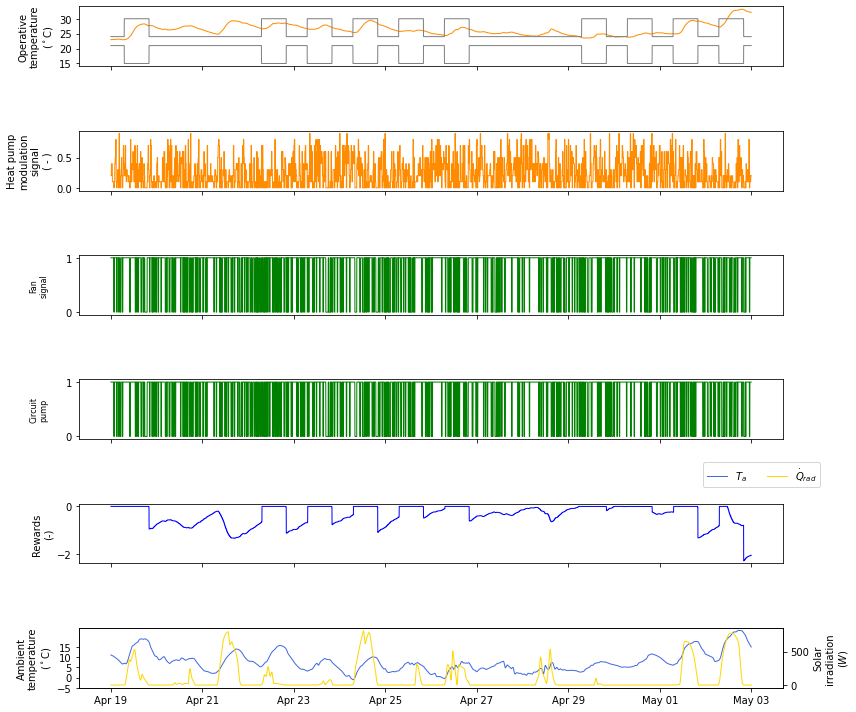 Operative
temperature
(°C)
30
25
20
15
Heat pump
modulation
signal
( - )
0.5
0.0
Fan
signal
1
0
Circuit
pump
1
0
T_a
Q̇_rad
Rewards
(-)
0
−2
Ambient
temperature
(°C)
15
10
5
0
−5
500
0
Solar
irradiation
(W)
Apr 19 Apr 21 Apr 23 Apr 25 Apr 27 Apr 29 May 01 May 03